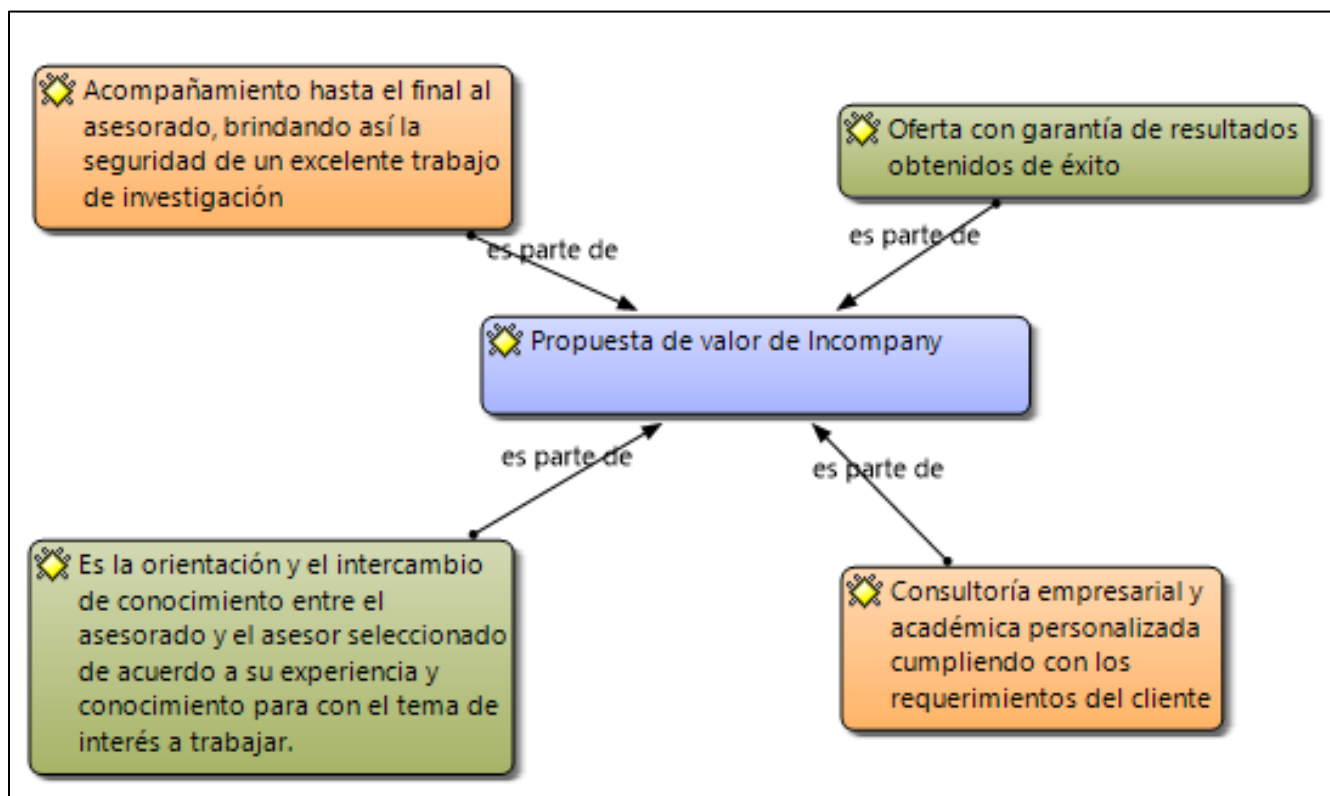 Acompañamiento hasta el final al
asesorado, brindando así la
seguridad de un excelente trabajo
de investigación
Oferta con garantía de resultados
obtenidos de éxito
es parte de
es parte de
Propuesta de valor de Incompany
es parte de
es parte de
Es la orientación y el intercambio
de conocimiento entre el
asesorado y el asesor seleccionado
de acuerdo a su experiencia y
conocimiento para con el tema de
interés a trabajar.
Consultoría empresarial y
académica personalizada
cumpliendo con los
requerimientos del cliente